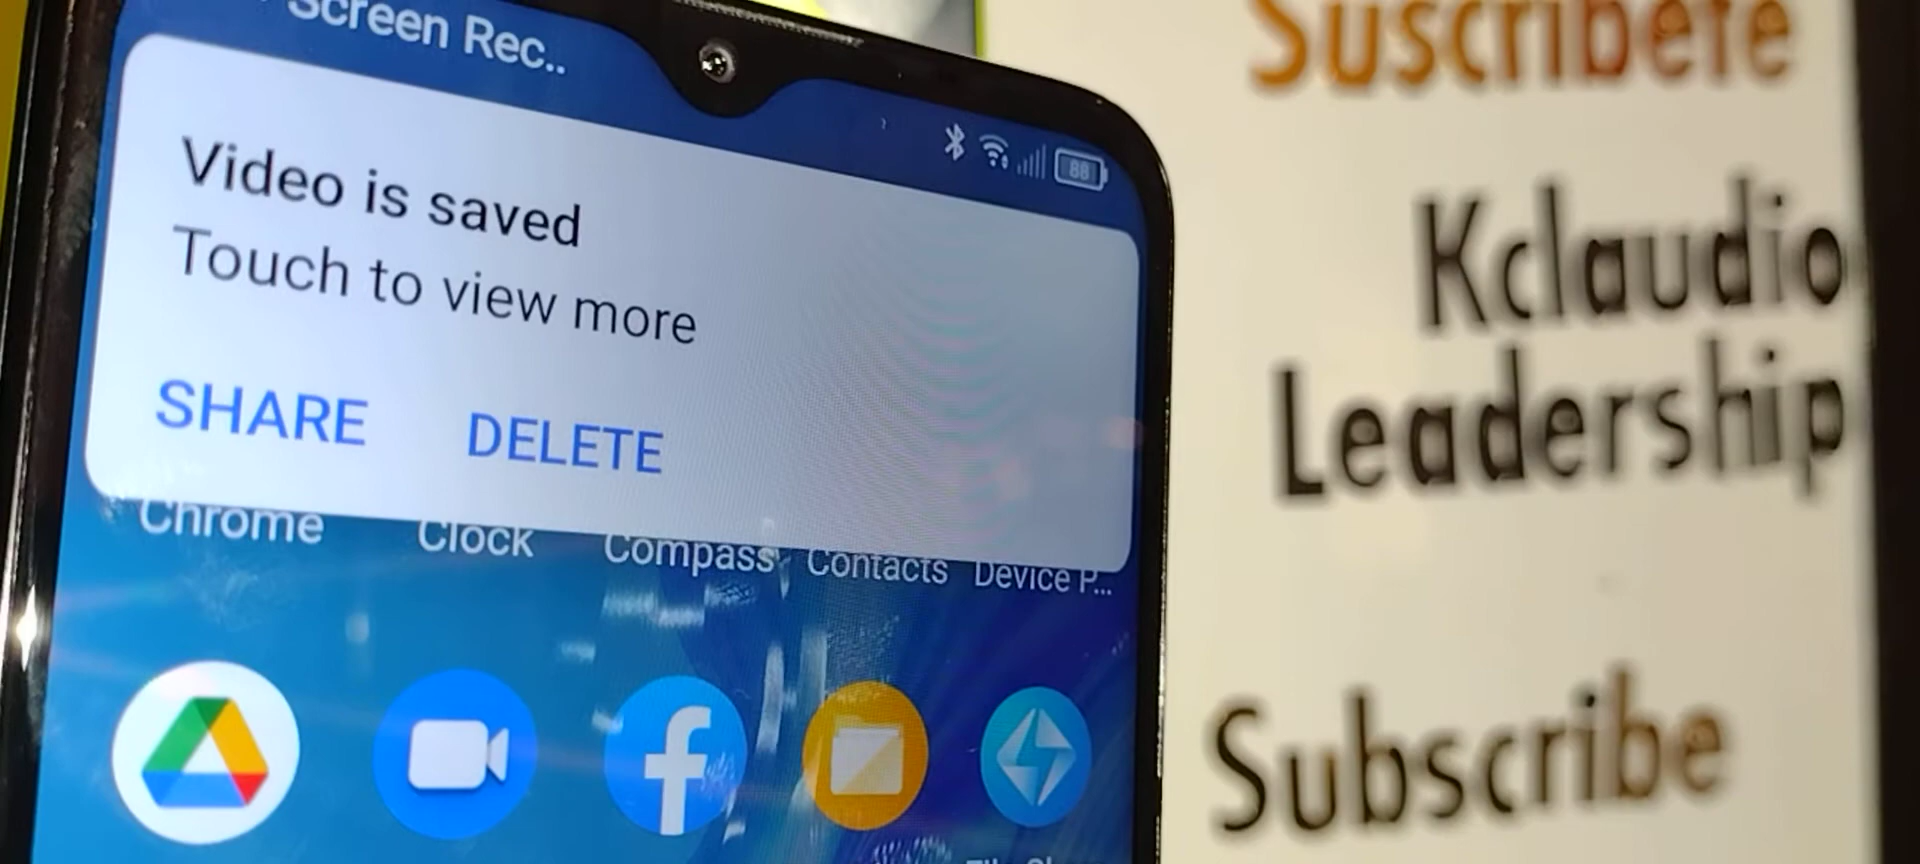 Screen Rec..
88
Video is saved
Touch to view more
SHARE DELETE
Chrome Clock Compass Contacts Device P...
Suscribete
Kclaudio
Leadership
Subscribe